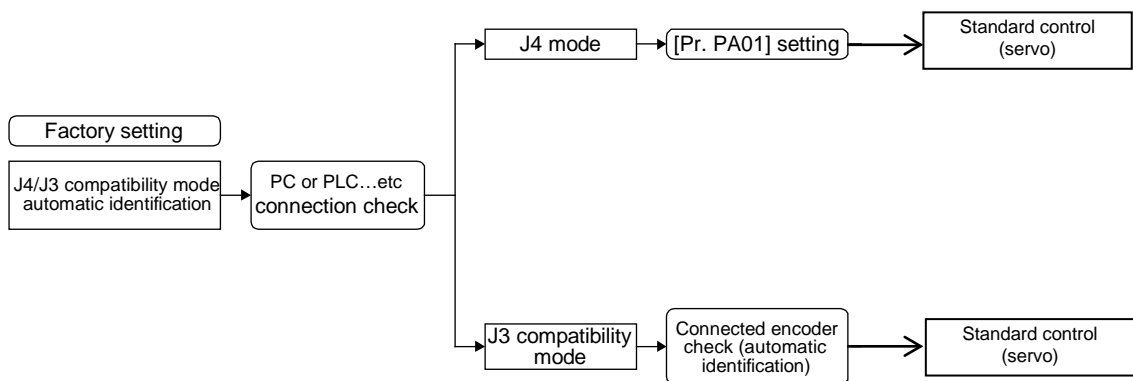 J4 mode
[Pr. PA01] setting
Standard control
(servo)
Factory setting
J4/J3 compatibility mode
automatic identification
PC or PLC…etc
connection check
J3 compatibility
mode
Connected encoder
check (automatic
identification)
Standard control
(servo)